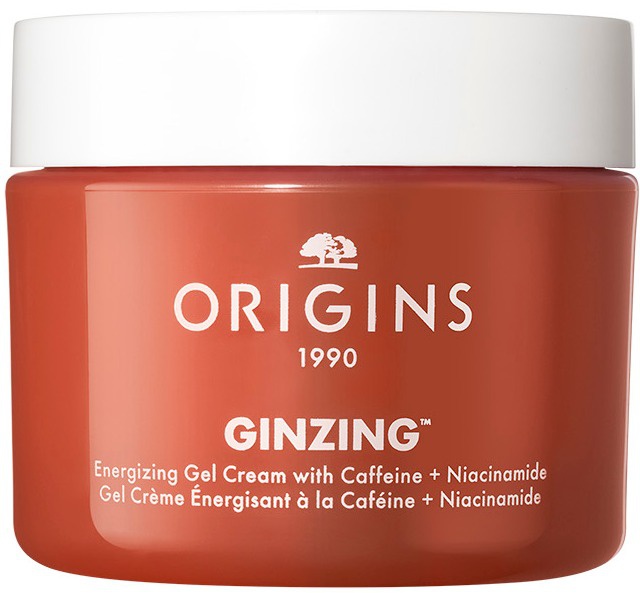 ORIGINS
1990
GINZING™
Energizing Gel Cream with Caffeine + Niacinamide
Gel Crème Énergisant à la Caféine + Niacinamide